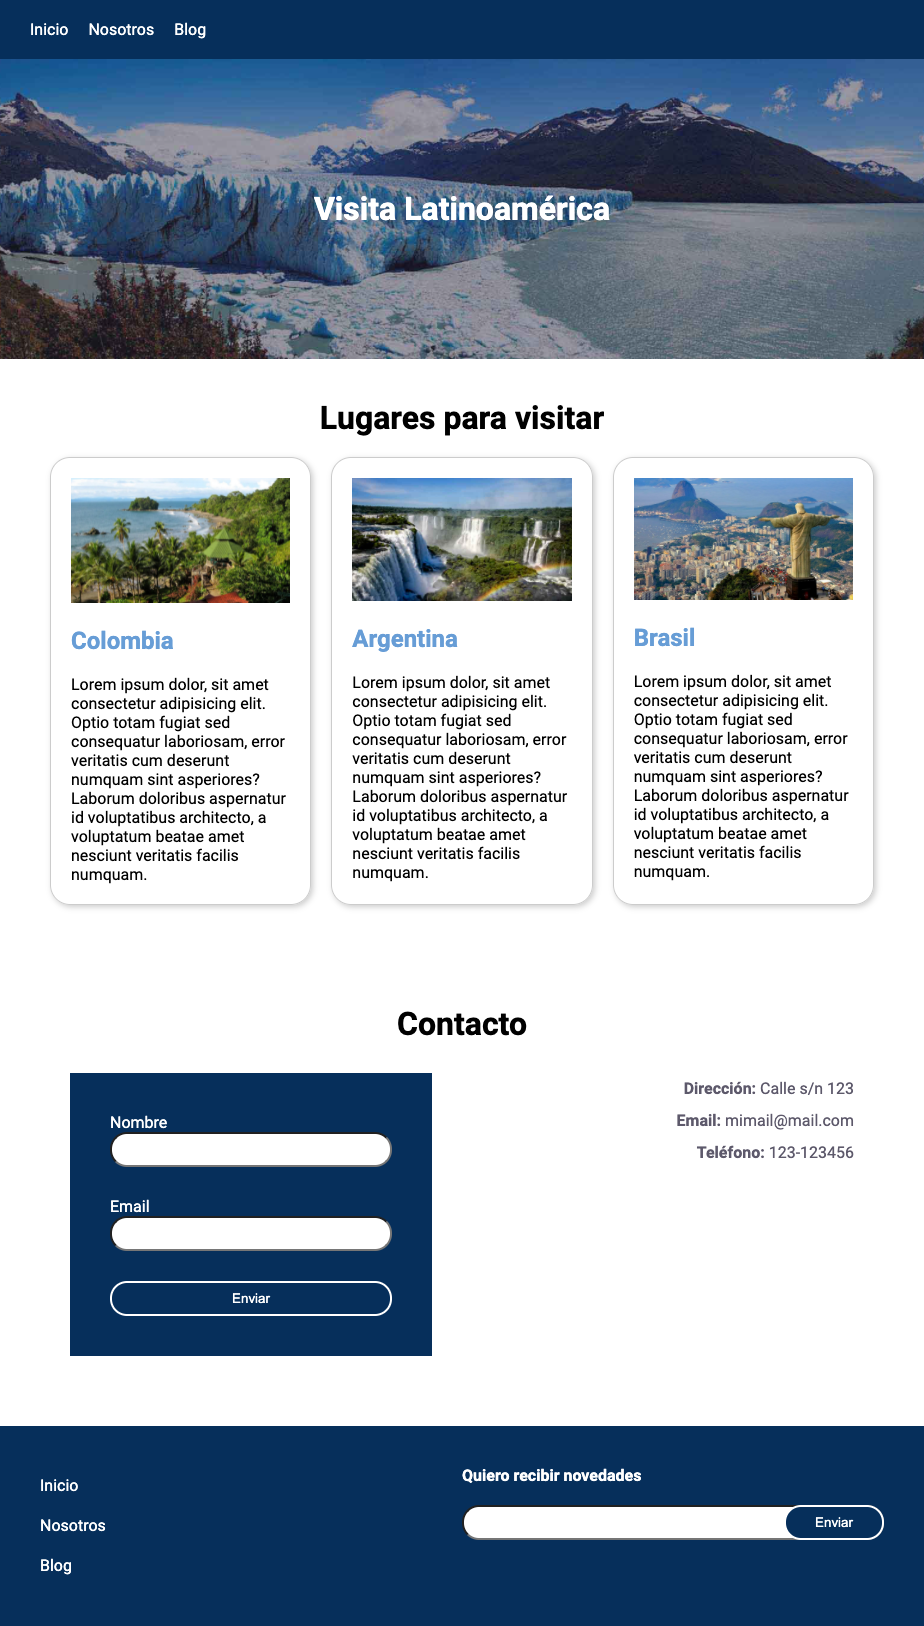 Inicio Nosotros Blog
Visita Latinoamérica
Lugares para visitar
Colombia
Lorem ipsum dolor, sit amet
consectetur adipisicing elit.
Optio totam fugiat sed
consequatur laboriosam, error
veritatis cum deserunt
numquam sint asperiores?
Laborum doloribus aspernatur
id voluptatibus architecto, a
voluptatum beatae amet
nesciunt veritatis facilis
numquam.
Argentina
Lorem ipsum dolor, sit amet
consectetur adipisicing elit.
Optio totam fugiat sed
consequatur laboriosam, error
veritatis cum deserunt
numquam sint asperiores?
Laborum doloribus aspernatur
id voluptatibus architecto, a
voluptatum beatae amet
nesciunt veritatis facilis
numquam.
Brasil
Lorem ipsum dolor, sit amet
consectetur adipisicing elit.
Optio totam fugiat sed
consequatur laboriosam, error
veritatis cum deserunt
numquam sint asperiores?
Laborum doloribus aspernatur
id voluptatibus architecto, a
voluptatum beatae amet
nesciunt veritatis facilis
numquam.
Contacto
Nombre
Email
Enviar
Dirección: Calle s/n 123
Email: mimail@mail.com
Teléfono: 123-123456
Inicio
Nosotros
Blog
Quiero recibir novedades
Enviar